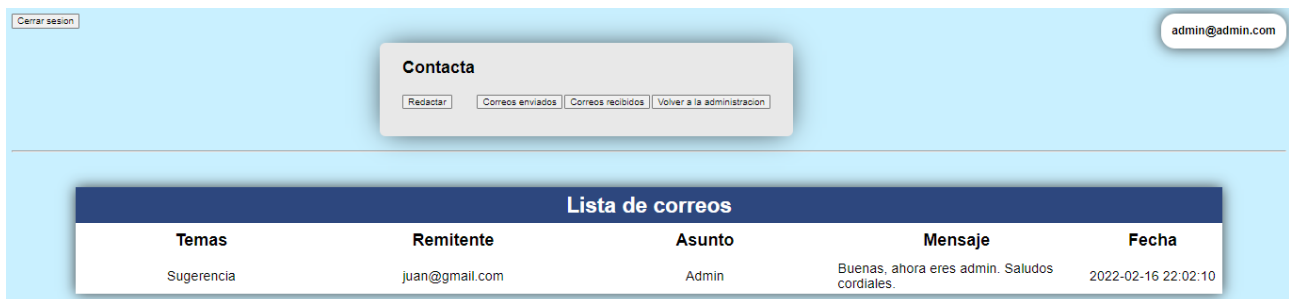 Cerrar sesion
admin@admin.com
Contacta
Redactar Correos enviados Correos recibidos Volver a la administracion
Lista de correos
Temas Remitente Asunto Mensaje Fecha
Sugerencia juan@gmail.com Admin Buenas, ahora eres admin. Saludos
cordiales. 2022-02-16 22:02:10